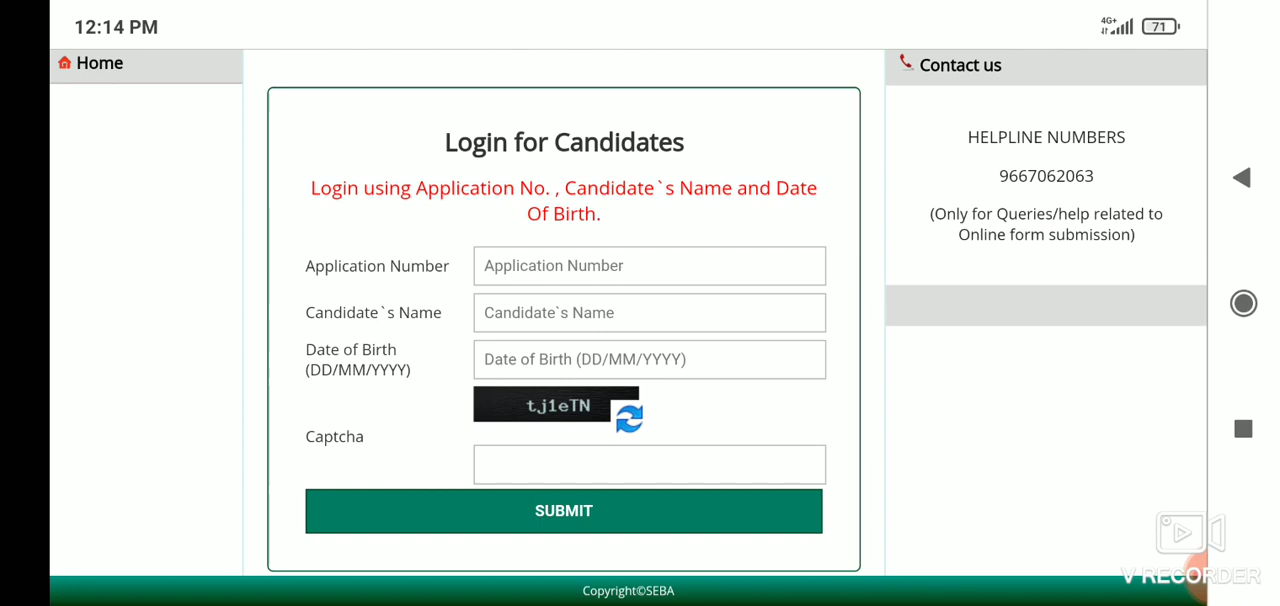 12:14 PM
4G+
71
Home
Contact us
Login for Candidates
Login using Application No. , Candidate`s Name and Date
Of Birth.
Application Number
Application Number
Candidate`s Name
Candidate`s Name
Date of Birth
(DD/MM/YYYY)
Date of Birth (DD/MM/YYYY)
tj1eTN
Captcha
SUBMIT
HELPLINE NUMBERS
9667062063
(Only for Queries/help related to
Online form submission)
V RECORDER
Copyright©SEBA